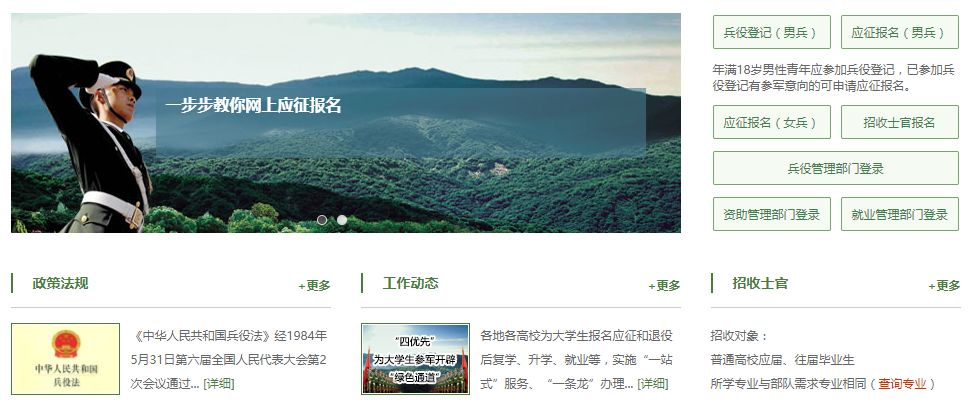 一步步教你网上应征报名
兵役登记（男兵）
应征报名（男兵）
年满18岁男性青年应参加兵役登记，已参加兵
役登记有参军意向的可申请应征报名。
应征报名（女兵）
招收士官报名
兵役管理部门登录
资助管理部门登录
就业管理部门登录
政策法规
+更多
中华人民共和国
兵役法
《中华人民共和国兵役法》经1984年
5月31日第六届全国人民代表大会第2
次会议通过... [详细]
工作动态
+更多
“四优先”
为大学生参军开辟
“绿色通道”
各地各高校为大学生报名应征和退役
后复学、升学、就业等，实施“一站
式”服务、“一条龙”办理... [详细]
招收士官
+更多
招收对象：
普通高校应届、往届毕业生
所学专业与部队需求专业相同（查询专业）